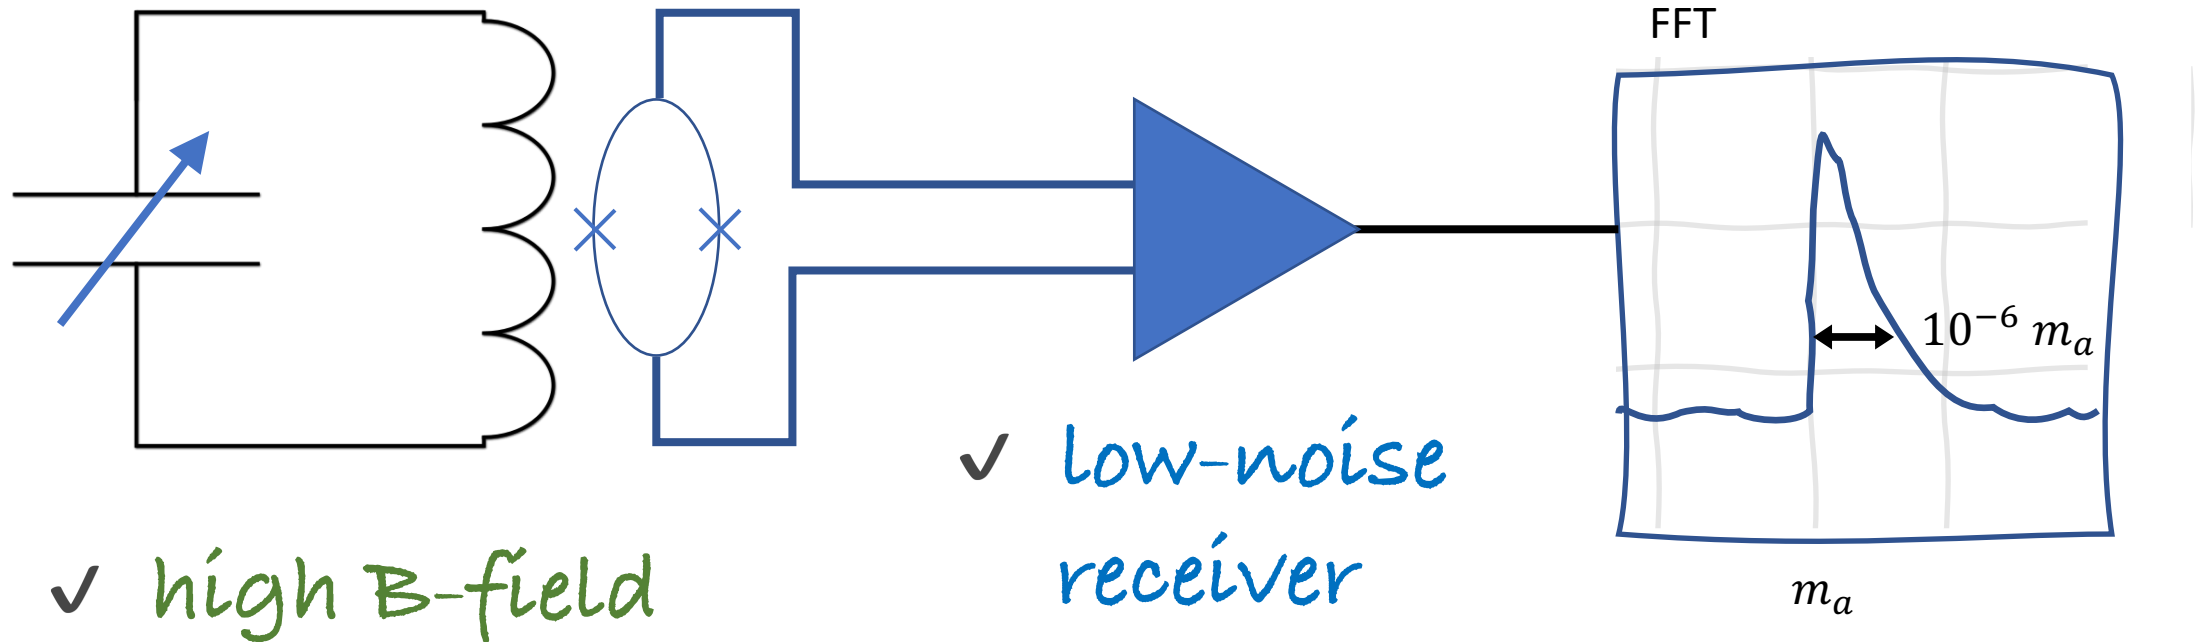 FFT
10⁻⁶ mₐ
✓ low-noise
receiver
✓ high B-field
mₐ